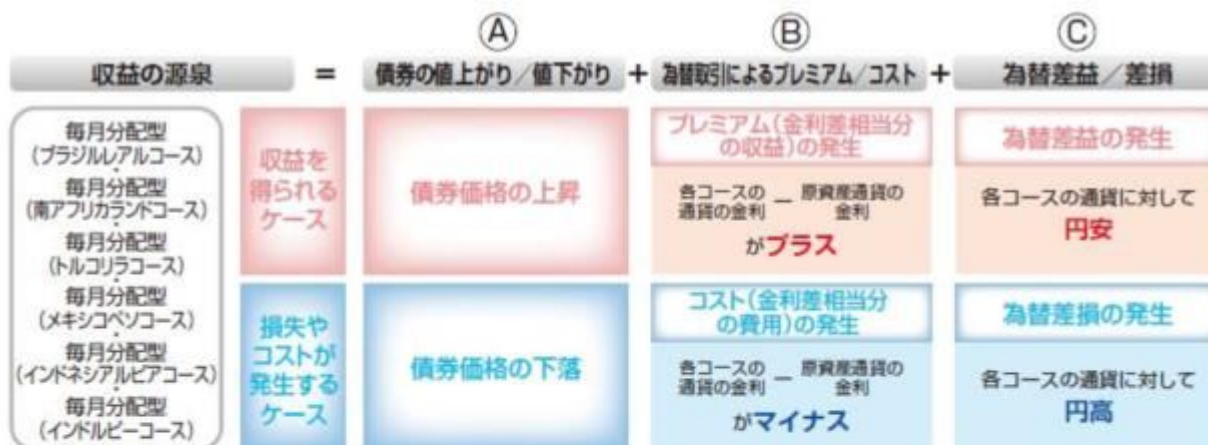 Ⓐ
Ⓑ
Ⓒ
収益の源泉 = 債券の値上がり／値下がり + 為替取引によるプレミアム／コスト + 為替差益／差損
毎月分配型
(ブラジルレアルコース)
・
毎月分配型
(南アフリカランドコース)
・
毎月分配型
(トルコリラコース)
・
毎月分配型
(メキシコペソコース)
・
毎月分配型
(インドネシアルピアコース)
・
毎月分配型
(インドルピーコース)
収益を
得られる
ケース
債券価格の上昇
プレミアム(金利差相当分
の収益)の発生
各コースの
通貨の金利
－
原資産通貨の
金利
がプラス
為替差益の発生
各コースの通貨に対して
円安
損失や
コストが
発生する
ケース
債券価格の下落
コスト(金利差相当分
の費用)の発生
各コースの
通貨の金利
－
原資産通貨の
金利
がマイナス
為替差損の発生
各コースの通貨に対して
円高